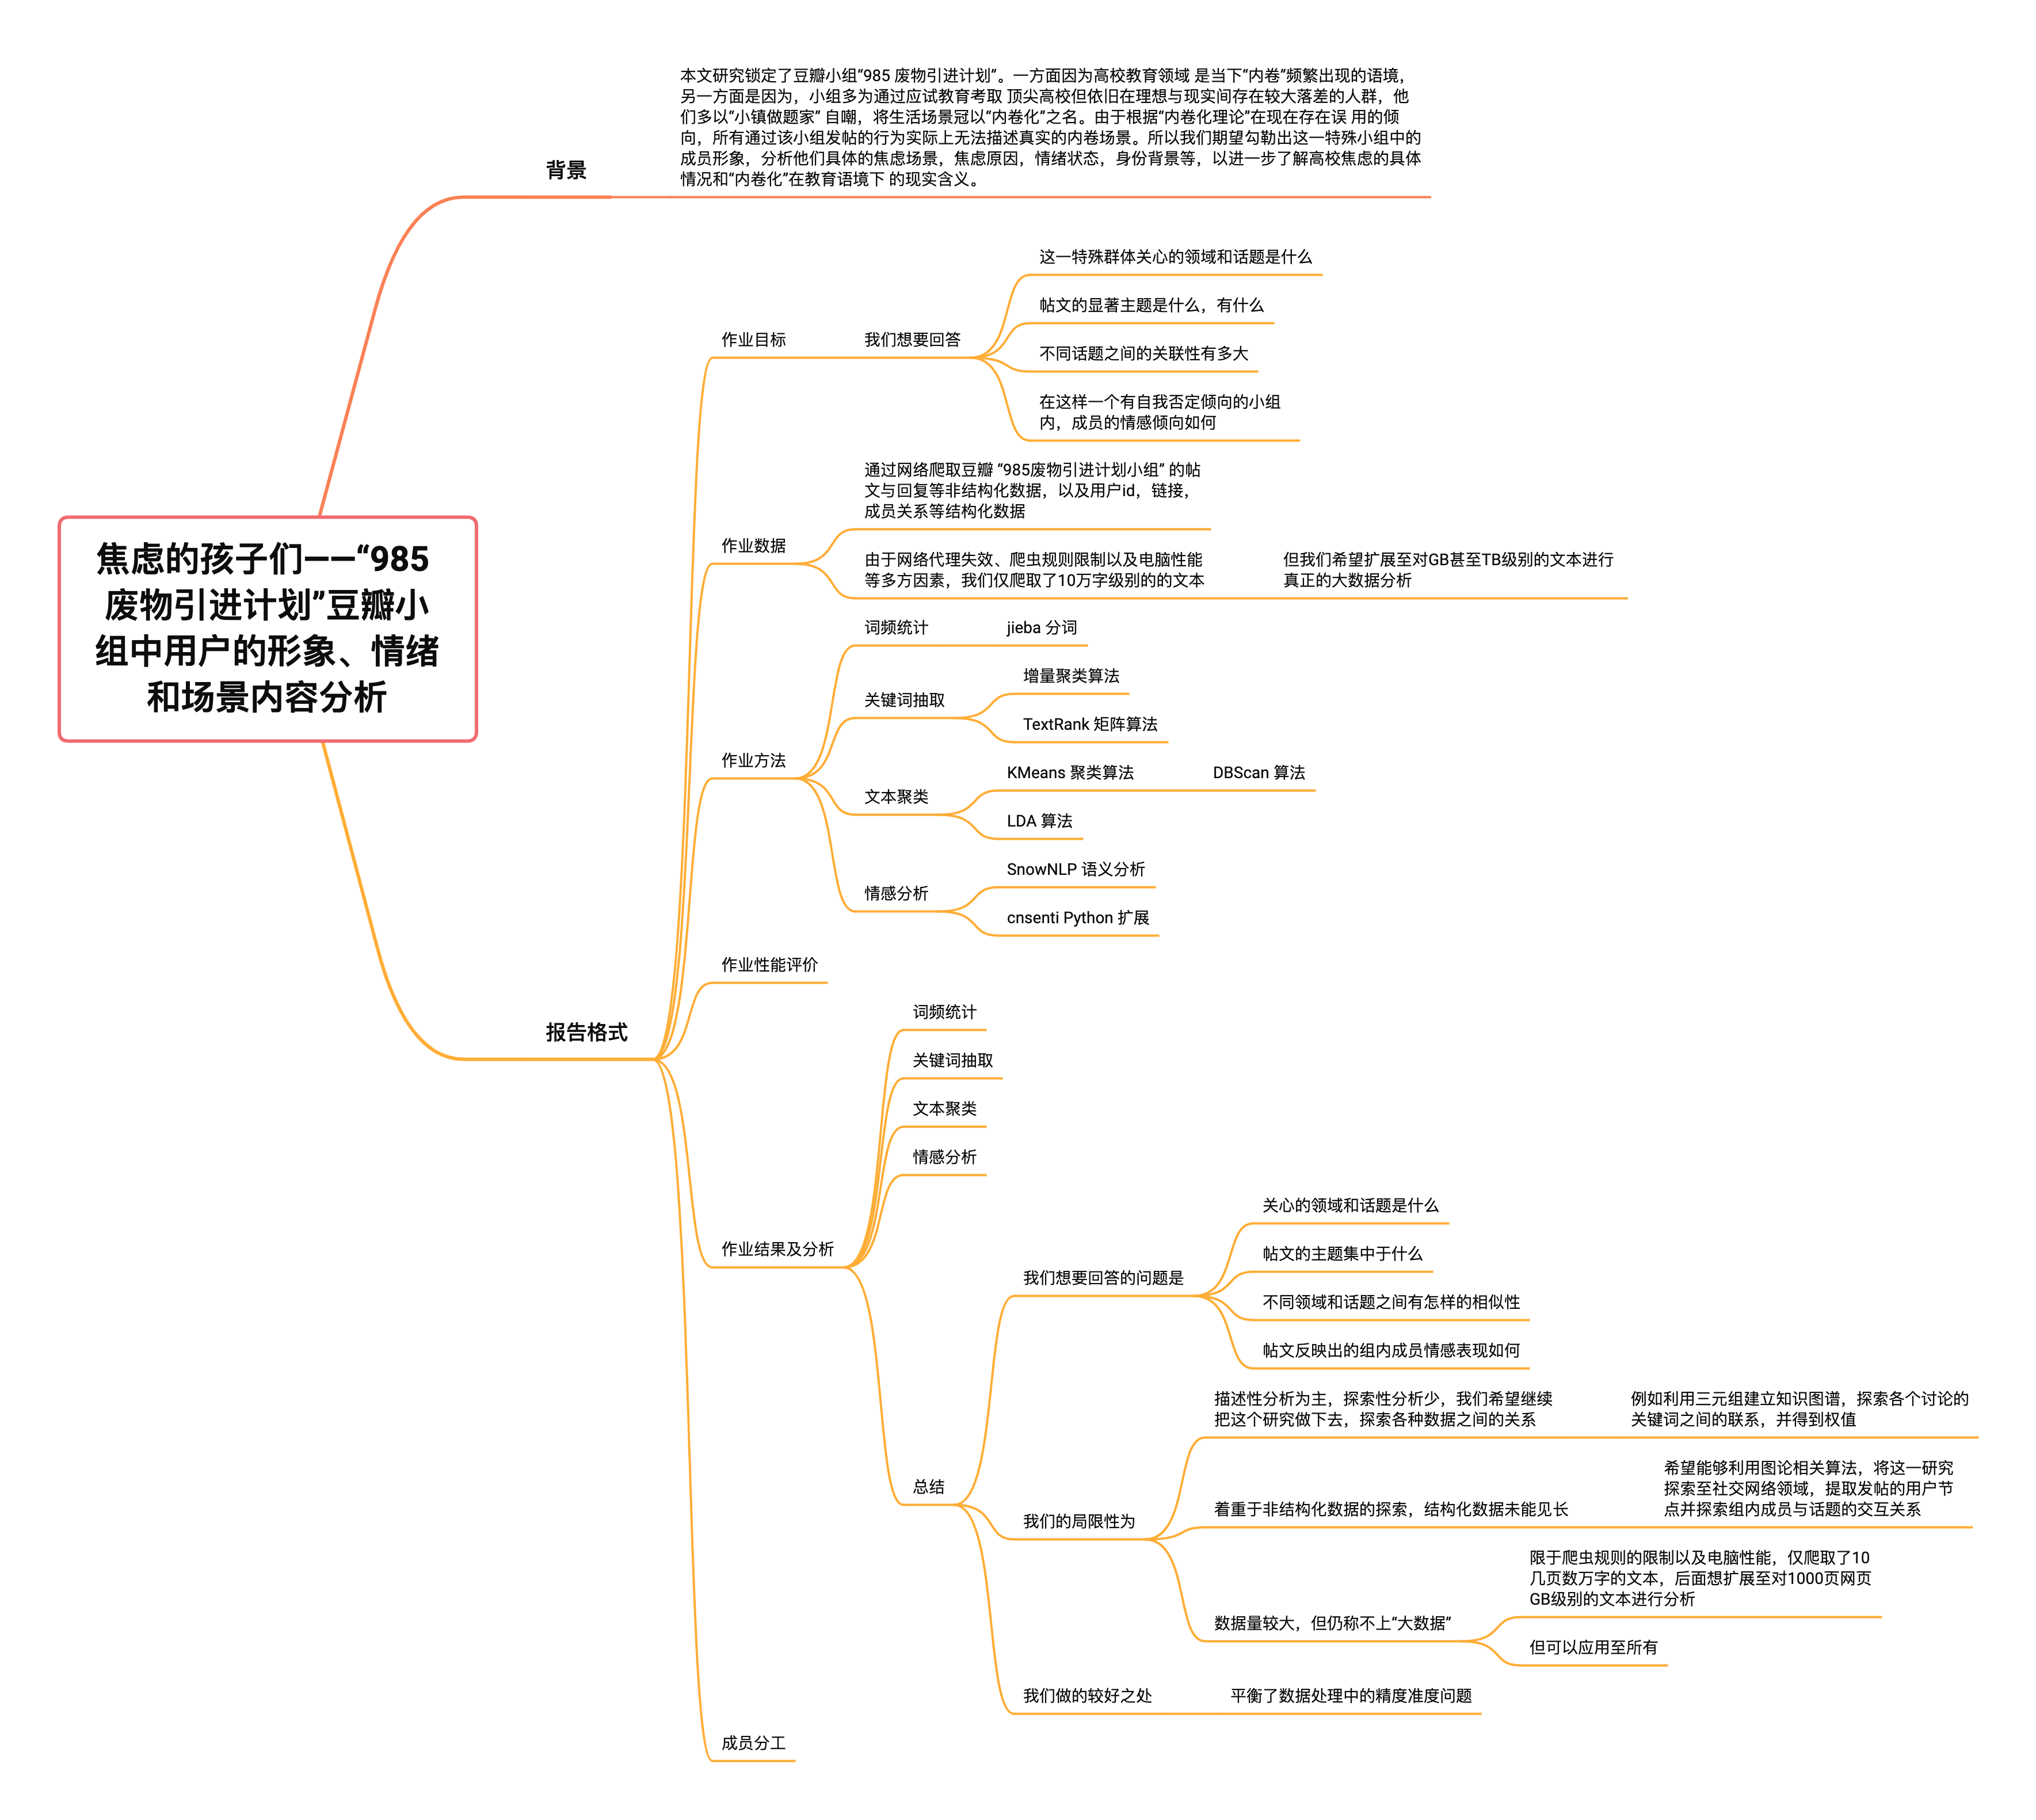 本文研究锁定了豆瓣小组“985 废物引进计划”。一方面因为高校教育领域 是当下“内卷”频繁出现的语境，
另一方面是因为，小组多为通过应试教育考取 顶尖高校但依旧在理想与现实间存在较大落差的人群，他
们多以“小镇做题家” 自嘲，将生活场景冠以“内卷化”之名。由于根据“内卷化理论”在现在存在误 用的倾
向，所有通过该小组发帖的行为实际上无法描述真实的内卷场景。所以我们期望勾勒出这一特殊小组中的
成员形象，分析他们具体的焦虑场景，焦虑原因，情绪状态，身份背景等，以进一步了解高校焦虑的具体
情况和“内卷化”在教育语境下 的现实含义。
背景
焦虑的孩子们——“985
废物引进计划”豆瓣小
组中用户的形象、情绪
和场景内容分析
报告格式
作业目标
我们想要回答
这一特殊群体关心的领域和话题是什么
帖文的显著主题是什么，有什么
不同话题之间的关联性有多大
在这样一个有自我否定倾向的小组
内，成员的情感倾向如何
作业数据
通过网络爬取豆瓣 “985废物引进计划小组” 的帖
文与回复等非结构化数据，以及用户id，链接，
成员关系等结构化数据
由于网络代理失效、爬虫规则限制以及电脑性能
等多方因素，我们仅爬取了10万字级别的的文本
但我们希望扩展至对GB甚至TB级别的文本进行
真正的大数据分析
作业方法
词频统计
jieba 分词
关键词抽取
增量聚类算法
TextRank 矩阵算法
文本聚类
KMeans 聚类算法
DBScan 算法
LDA 算法
情感分析
SnowNLP 语义分析
cnsenti Python 扩展
作业性能评价
作业结果及分析
词频统计
关键词抽取
文本聚类
情感分析
总结
我们想要回答的问题是
关心的领域和话题是什么
帖文的主题集中于什么
不同领域和话题之间有怎样的相似性
帖文反映出的组内成员情感表现如何
我们的局限性为
描述性分析为主，探索性分析少，我们希望继续
把这个研究做下去，探索各种数据之间的关系
例如利用三元组建立知识图谱，探索各个讨论的
关键词之间的联系，并得到权值
着重于非结构化数据的探索，结构化数据未能见长
希望能够利用图论相关算法，将这一研究
探索至社交网络领域，提取发帖的用户节
点并探索组内成员与话题的交互关系
数据量较大，但仍称不上“大数据”
限于爬虫规则的限制以及电脑性能，仅爬取了10
几页数万字的文本，后面想扩展至对1000页网页
GB级别的文本进行分析
但可以应用至所有
我们做的较好之处
平衡了数据处理中的精度准度问题
成员分工